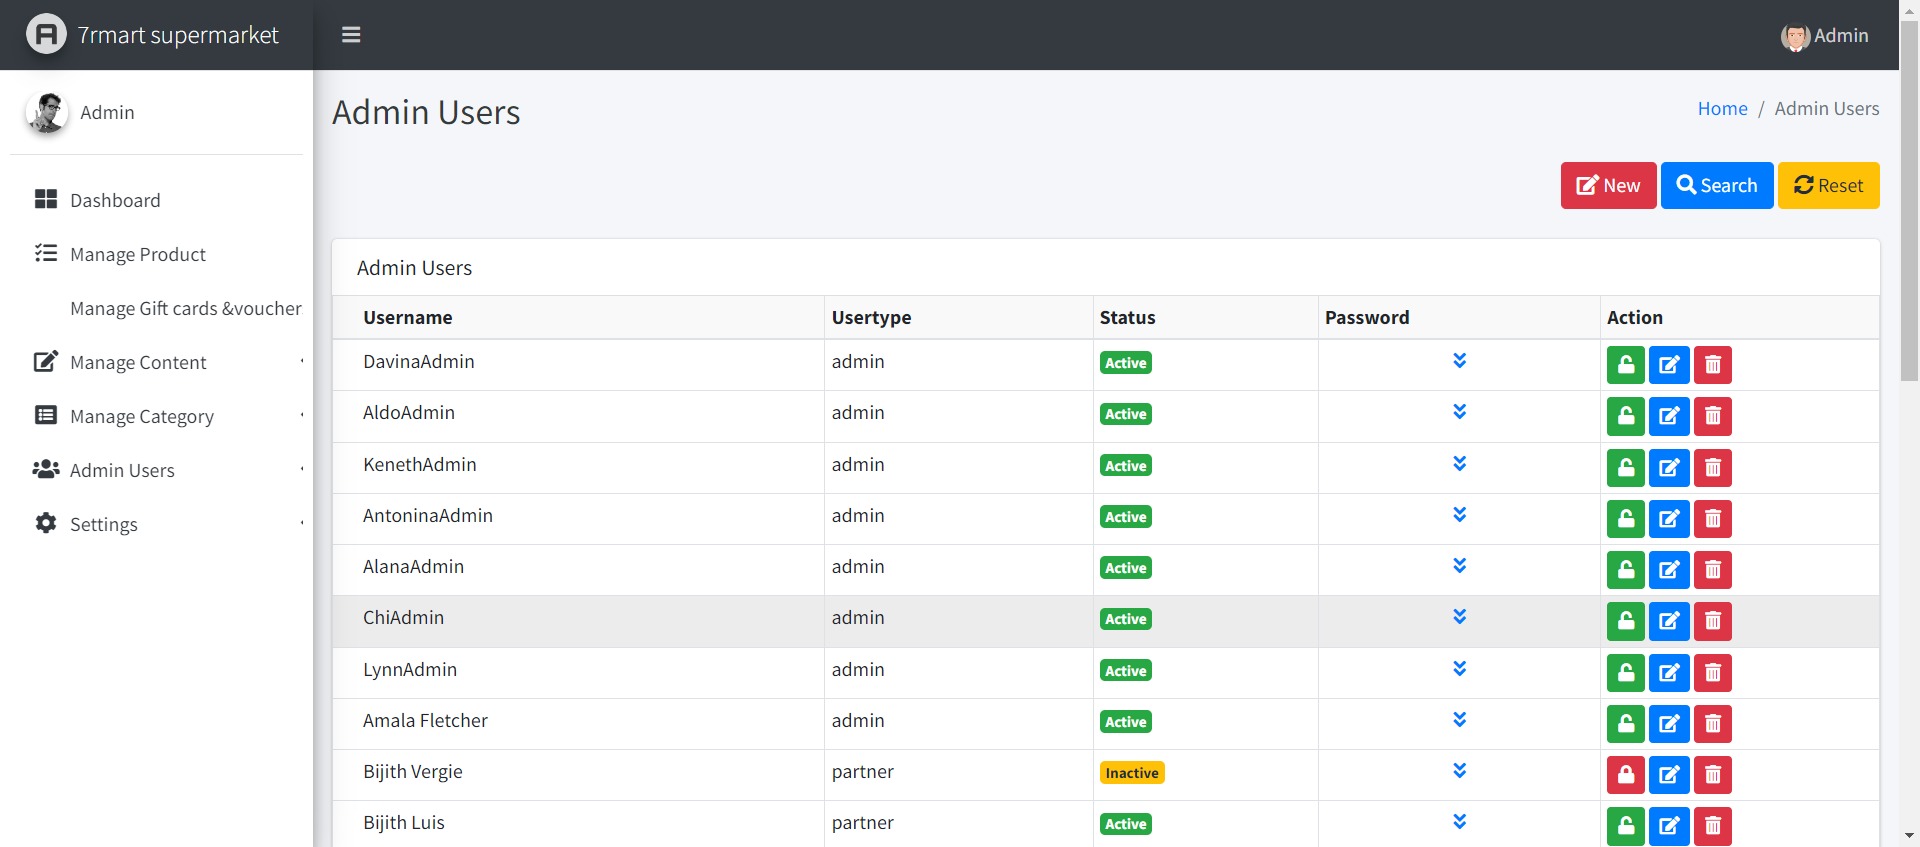 7rmart supermarket
Admin
Admin
Admin Users
Home / Admin Users
Dashboard
Manage Product
Manage Gift cards &voucher
Manage Content
Manage Category
Admin Users
Settings
New Search Reset
Admin Users
Username Usertype Status Password Action
DavinaAdmin admin Active
AldoAdmin admin Active
KenethAdmin admin Active
AntoninaAdmin admin Active
AlanaAdmin admin Active
ChiAdmin admin Active
LynnAdmin admin Active
Amala Fletcher admin Active
Bijith Vergie partner Inactive
Bijith Luis partner Active